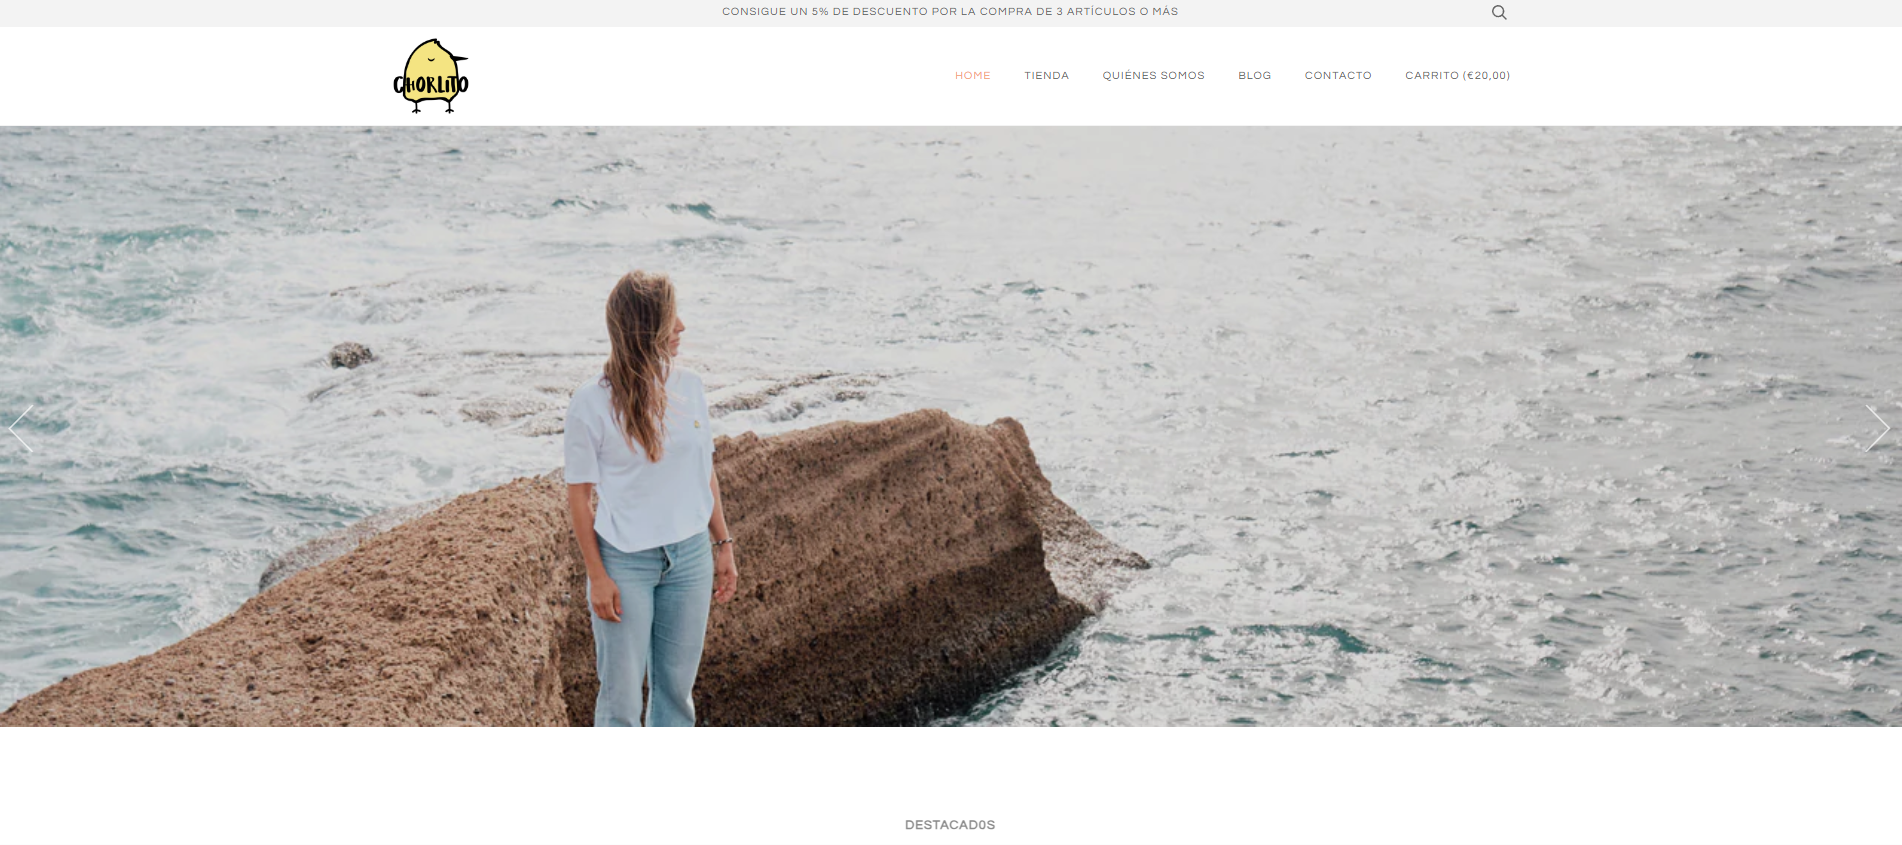 CONSIGUE UN 5% DE DESCUENTO POR LA COMPRA DE 3 ARTÍCULOS O MÁS
CHORLITO
HOME TIENDA QUIÉNES SOMOS BLOG CONTACTO CARRITO (€20,00)
DESTACAD0S